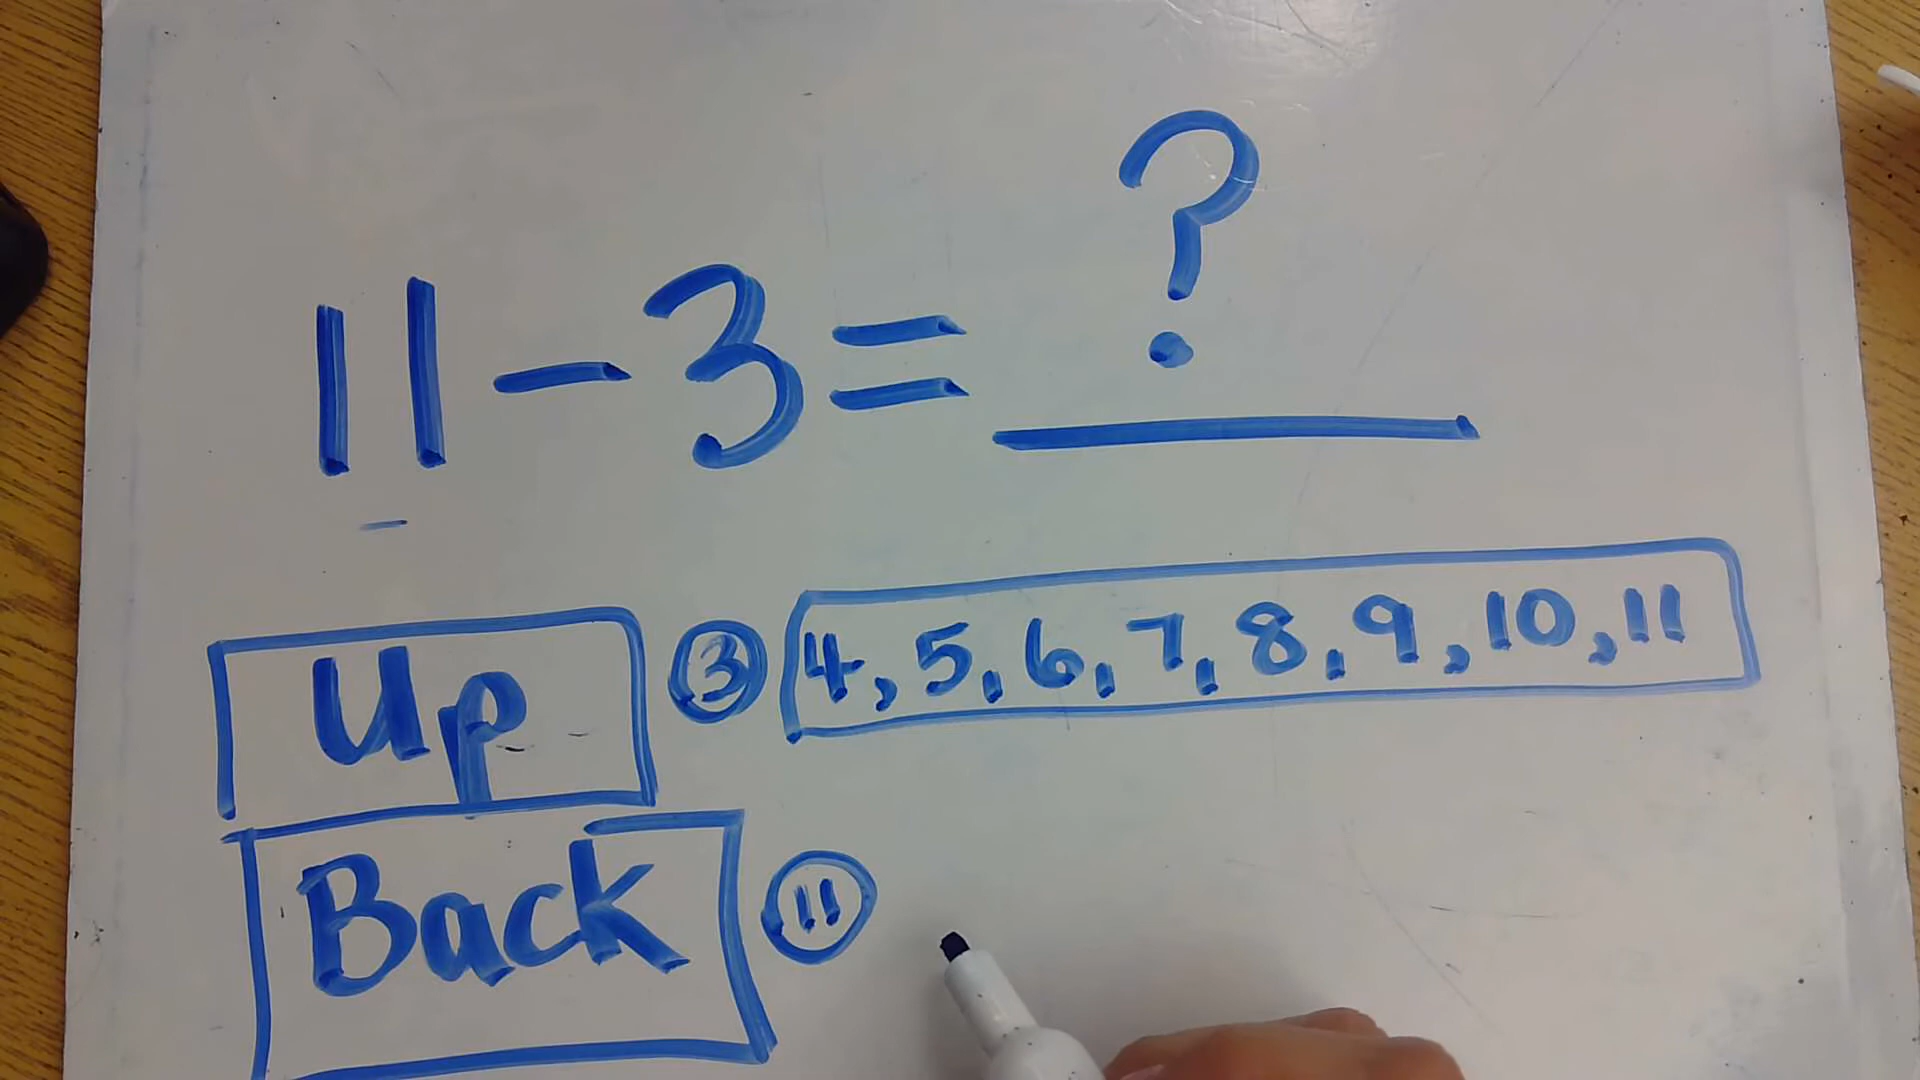 11-3= ?
Up ③ 4, 5, 6, 7, 8, 9, 10, 11
Back ⑪